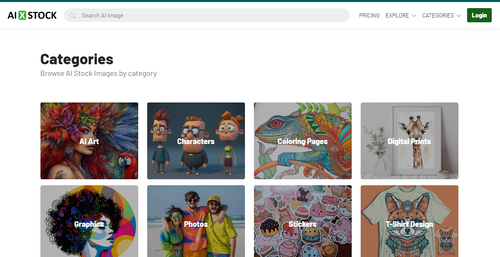 AI X STOCK
Search AI Image
PRICING EXPLORE CATEGORIES Login
Categories
Browse AI Stock Images by category
AI Art
Characters
Coloring Pages
Digital Prints
Graphics
Photos
Stickers
T-Shirt Design